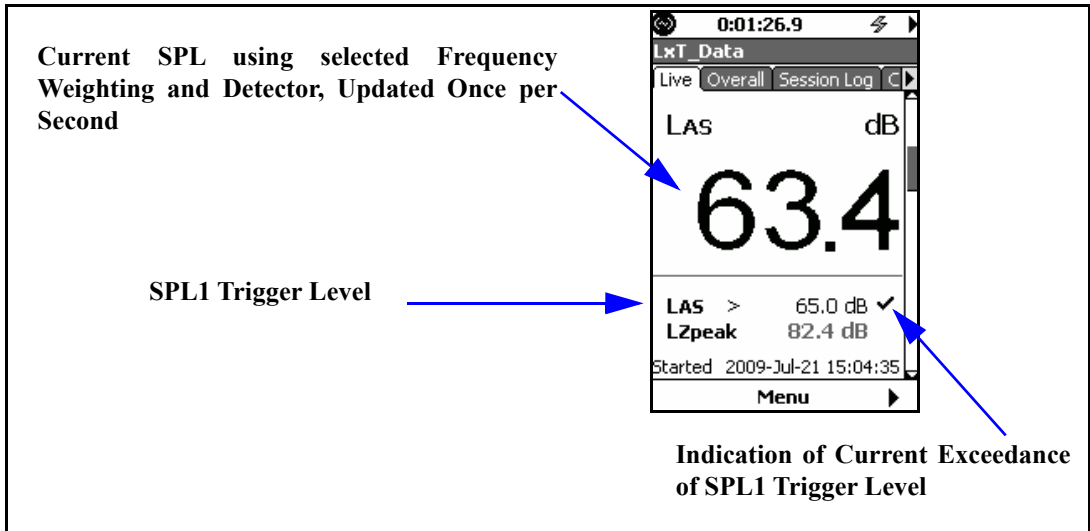 Current SPL using selected Frequency
Weighting and Detector, Updated Once per
Second
SPL1 Trigger Level
0:01:26.9
LxT_Data
Live Overall Session Log C
LAS dB
63.4
LAS > 65.0 dB ✓
LZpeak 82.4 dB
Started 2009-Jul-21 15:04:35
Menu
Indication of Current Exceedance
of SPL1 Trigger Level